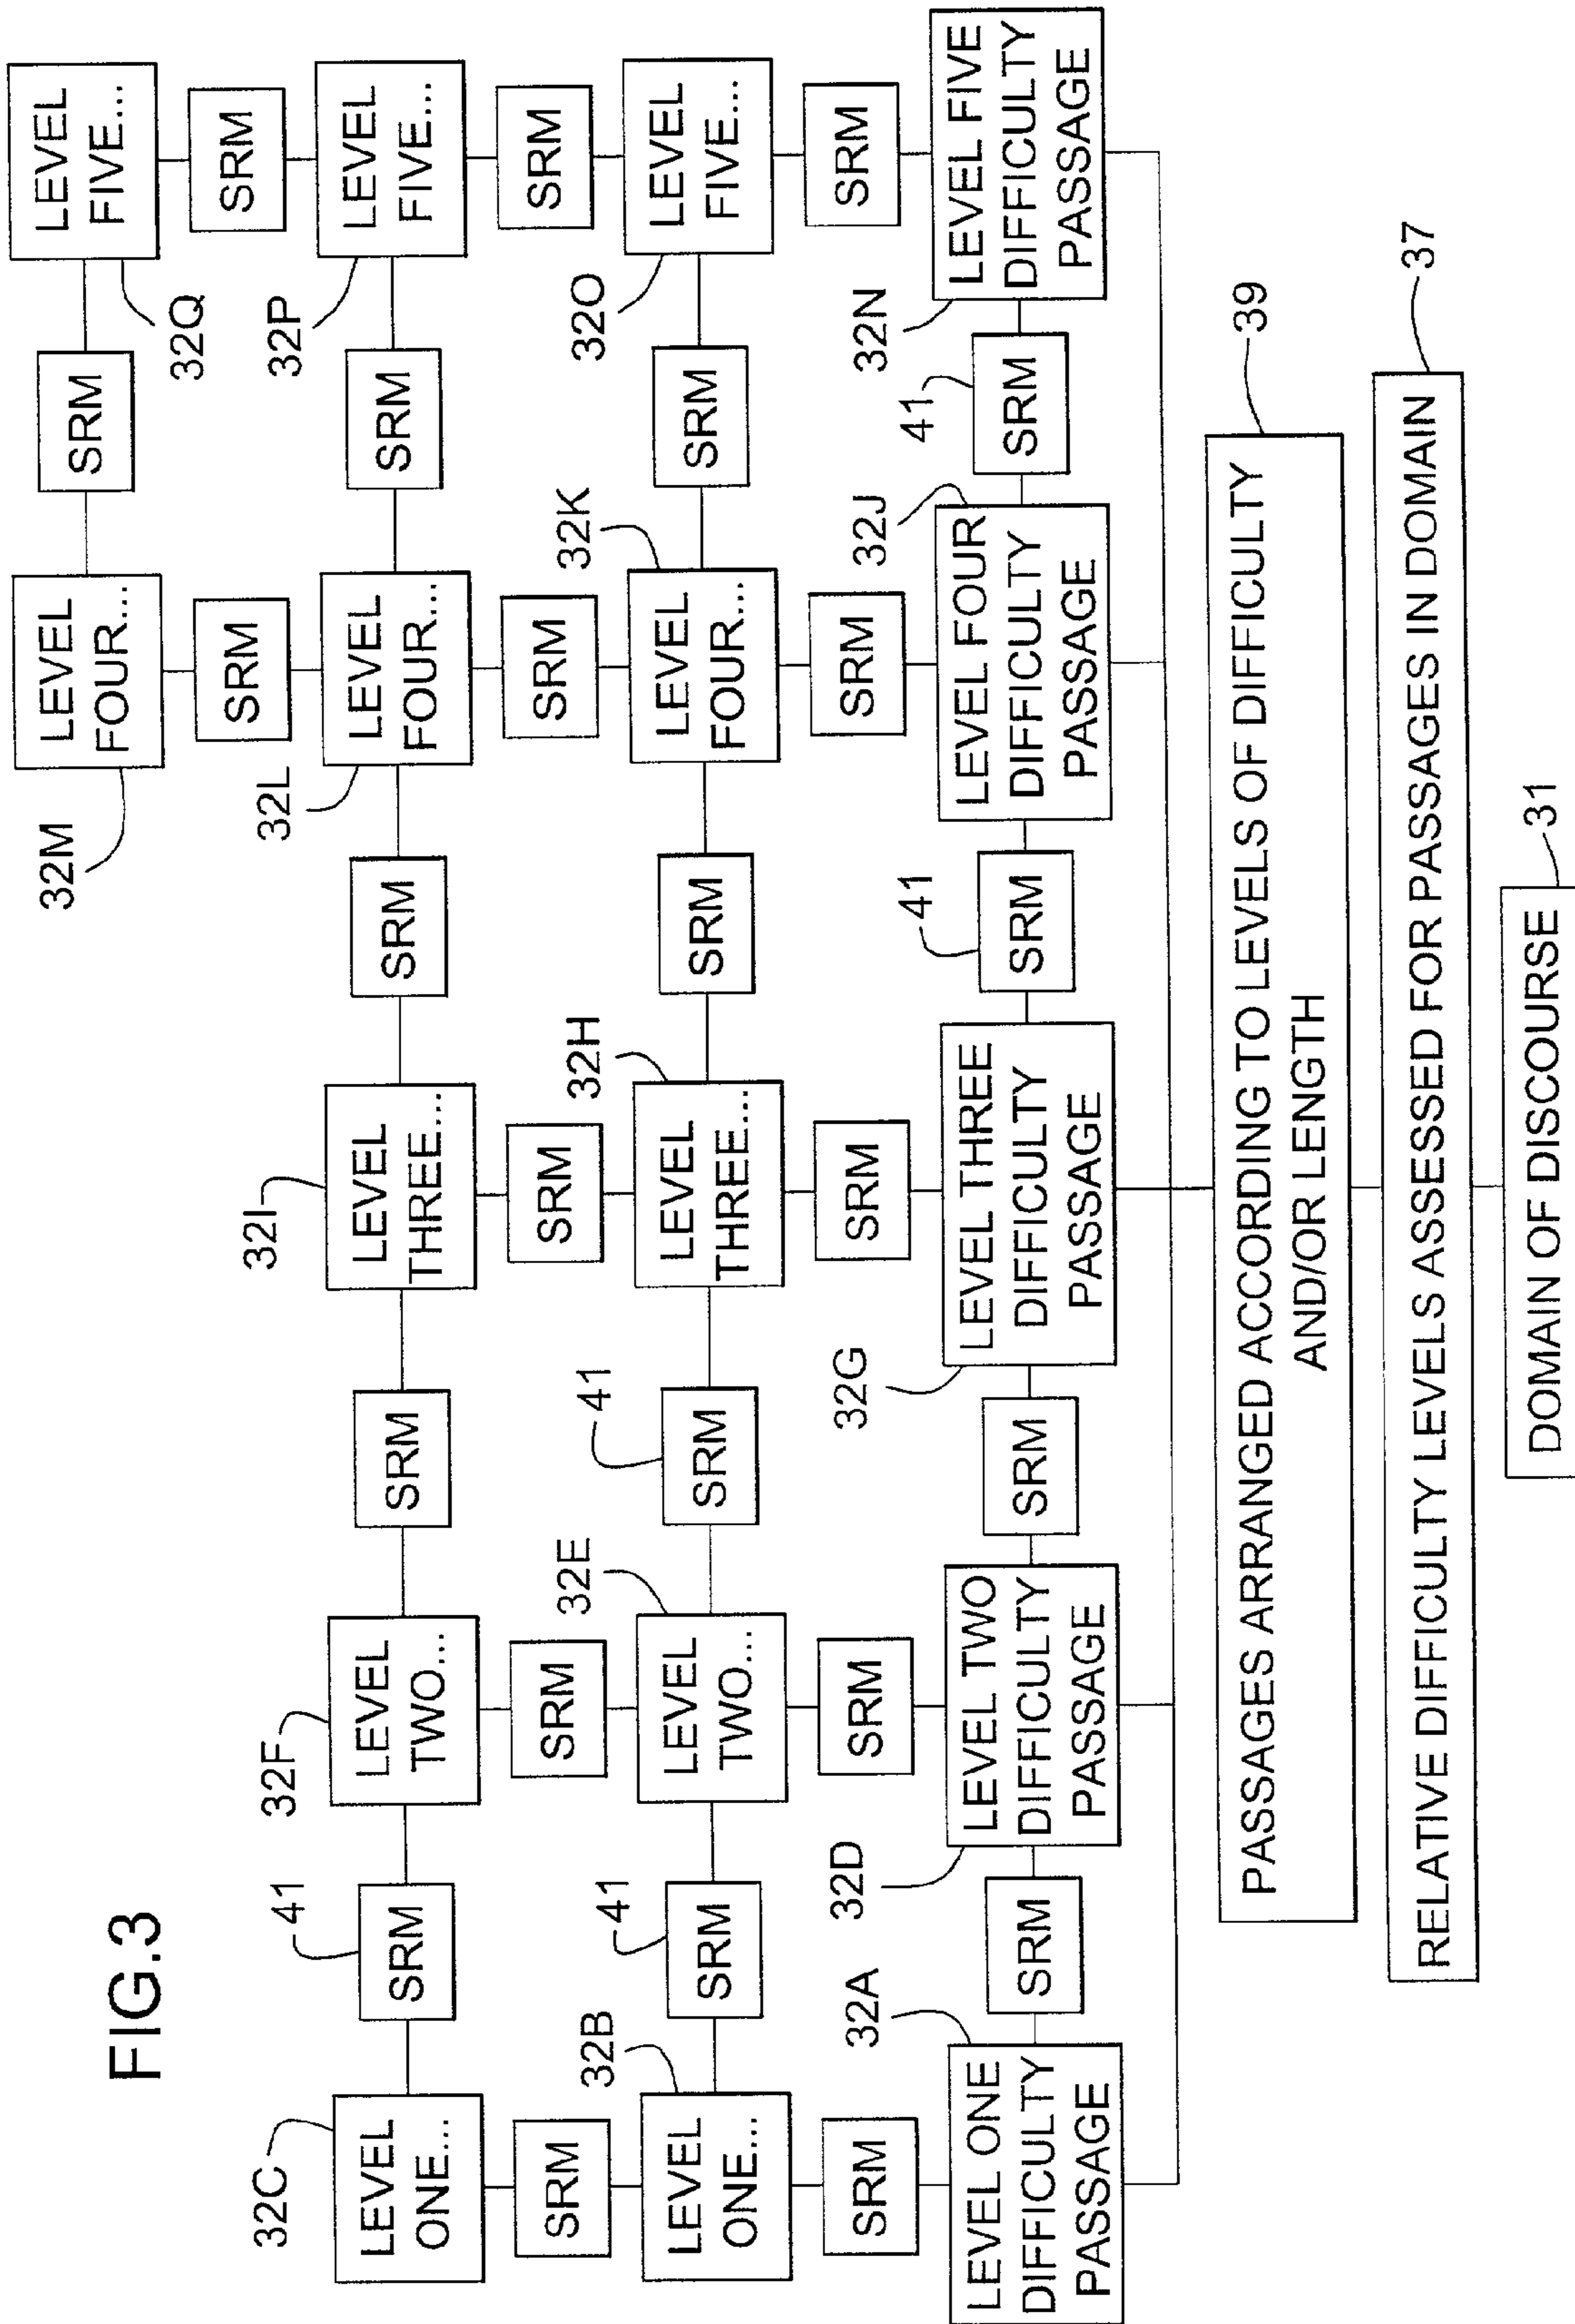 FIG.3
32M
LEVEL
FOUR...
SRM
LEVEL
FIVE...
32Q
SRM
SRM
32C
LEVEL
ONE...
41
SRM
32F
LEVEL
TWO...
SRM
32I
LEVEL
THREE...
SRM
32L
LEVEL
FOUR...
SRM
32P
LEVEL
FIVE...
SRM
SRM
SRM
SRM
SRM
32B
LEVEL
ONE...
41
SRM
32E
LEVEL
TWO...
41
SRM
32H
LEVEL
THREE...
SRM
32K
LEVEL
FOUR...
SRM
32O
LEVEL
FIVE...
SRM
SRM
SRM
SRM
SRM
32A
LEVEL ONE
DIFFICULTY
PASSAGE
SRM
32D
LEVEL TWO
DIFFICULTY
PASSAGE
SRM
32G
LEVEL THREE
DIFFICULTY
PASSAGE
41
SRM
32J
LEVEL FOUR
DIFFICULTY
PASSAGE
41
SRM
32N
LEVEL FIVE
DIFFICULTY
PASSAGE
PASSAGES ARRANGED ACCORDING TO LEVELS OF DIFFICULTY
AND/OR LENGTH
39
RELATIVE DIFFICULTY LEVELS ASSESSED FOR PASSAGES IN DOMAIN
37
DOMAIN OF DISCOURSE
31